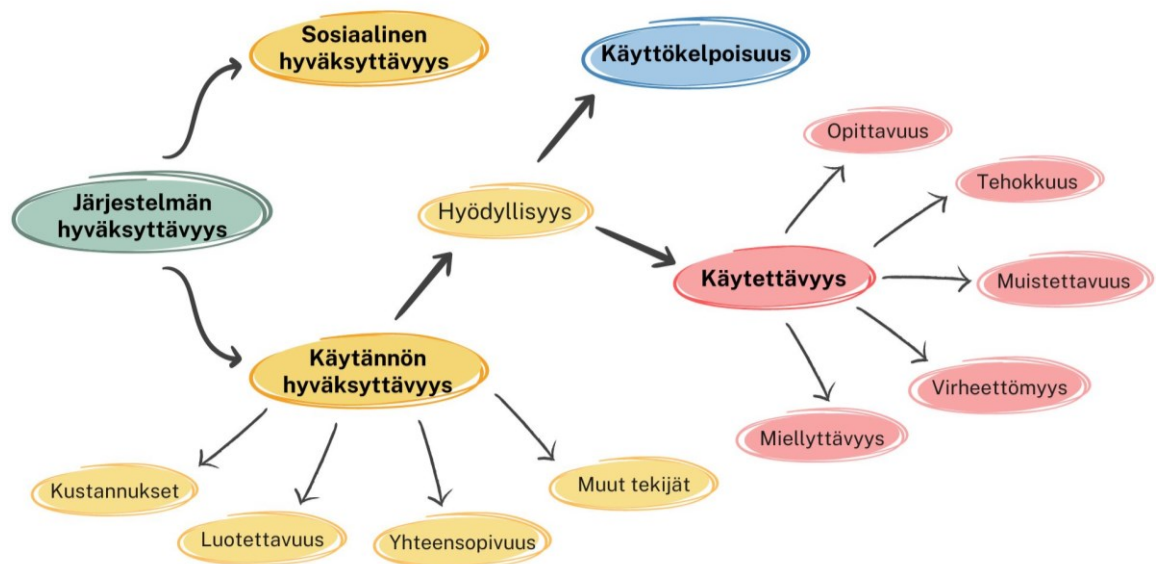 Sosiaalinen
hyväksyttävyys
Käyttökelpoisuus
Opittavuus
Tehokkuus
Järjestelmän
hyväksyttävyys
Hyödyllisyys
Käytettävyys
Muistettavuus
Käytännön
hyväksyttävyys
Virheettömyys
Miellyttävyys
Kustannukset
Muut tekijät
Luotettavuus
Yhteensopivuus